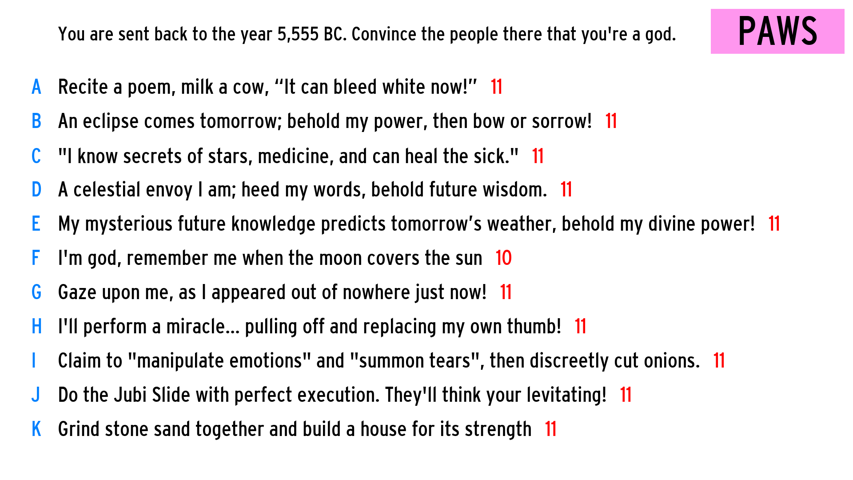 You are sent back to the year 5,555 BC. Convince the people there that you're a god.
PAWS
A Recite a poem, milk a cow, “It can bleed white now!” 11
B An eclipse comes tomorrow; behold my power, then bow or sorrow! 11
C "I know secrets of stars, medicine, and can heal the sick." 11
D A celestial envoy I am; heed my words, behold future wisdom. 11
E My mysterious future knowledge predicts tomorrow’s weather, behold my divine power! 11
F I'm god, remember me when the moon covers the sun 10
G Gaze upon me, as I appeared out of nowhere just now! 11
H I'll perform a miracle... pulling off and replacing my own thumb! 11
I Claim to "manipulate emotions" and "summon tears", then discreetly cut onions. 11
J Do the Jubi Slide with perfect execution. They'll think your levitating! 11
K Grind stone sand together and build a house for its strength 11